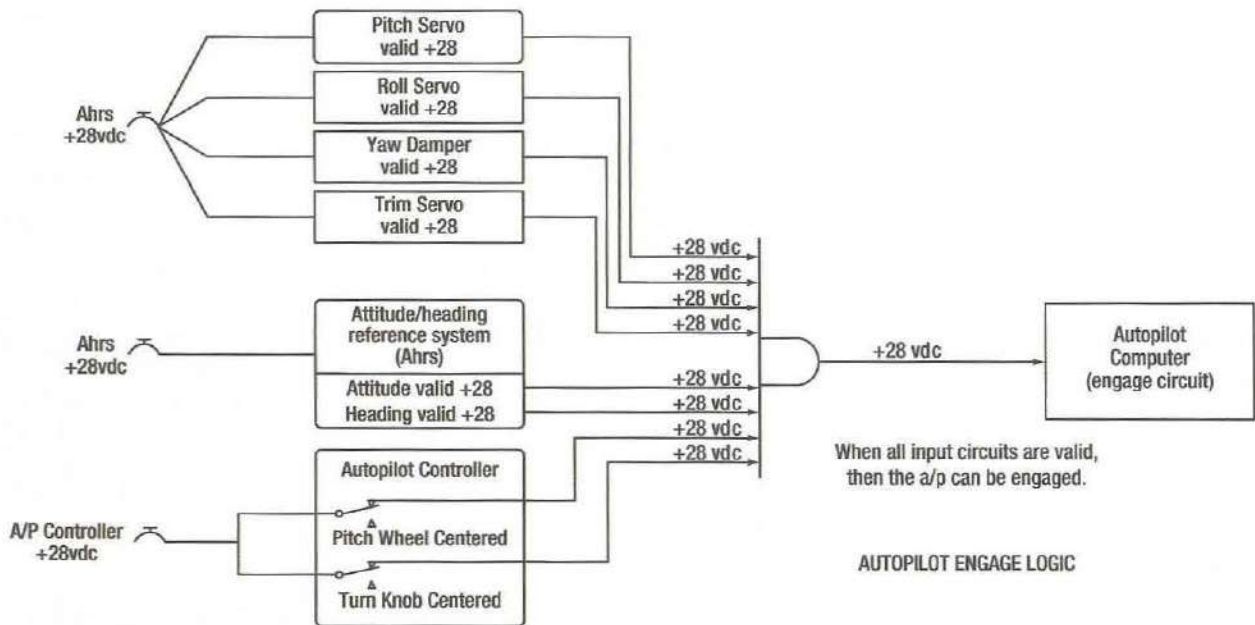 Pitch Servo
valid +28
Roll Servo
valid +28
Yaw Damper
valid +28
Trim Servo
valid +28
Ahrs
+28vdc
+28 vdc
+28 vdc
+28 vdc
+28 vdc
Attitude/heading
reference system
(Ahrs)
Attitude valid +28
Heading valid +28
Ahrs
+28vdc
+28 vdc
+28 vdc
+28 vdc
+28 vdc
+28 vdc
Autopilot
Computer
(engage circuit)
When all input circuits are valid,
then the a/p can be engaged.
Autopilot Controller
Pitch Wheel Centered
Turn Knob Centered
A/P Controller
+28vdc
AUTOPILOT ENGAGE LOGIC